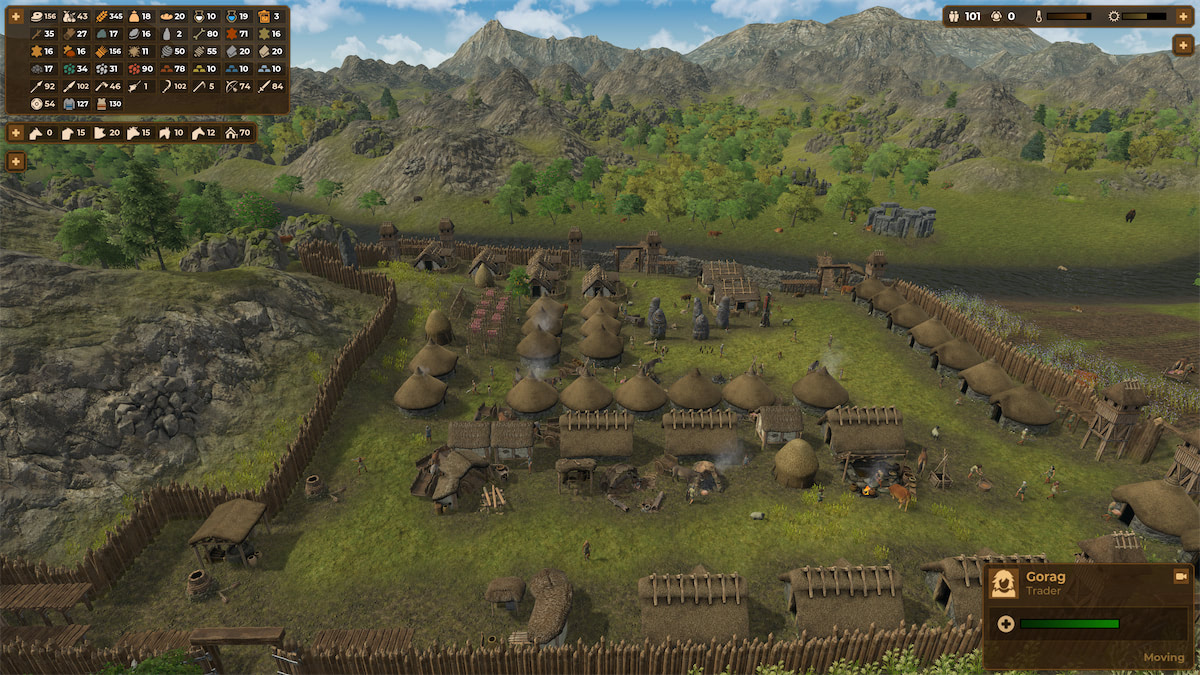 156 43 345 18 20 10 19 3
35 27 17 16 2 80 71 16
16 16 156 11 50 55 20 20
17 34 31 90 78 10 10 10
92 102 46 1 102 5 74 84
54 127 130
0 15 20 15 10 12 70
101 0
Gorag
Trader
Moving